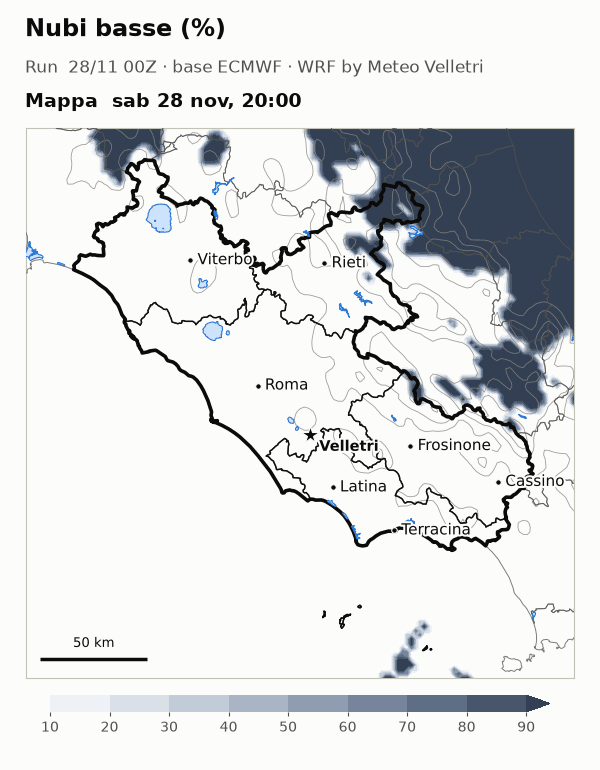 Nubi basse (%)
Run  28/11 00Z · base ECMWF · WRF by Meteo Velletri
Mappa  sab 28 nov, 20:00
Viterbo
Rieti
Roma
Velletri
Frosinone
Cassino
Latina
Terracina
50 km
10 20 30 40 50 60 70 80 90